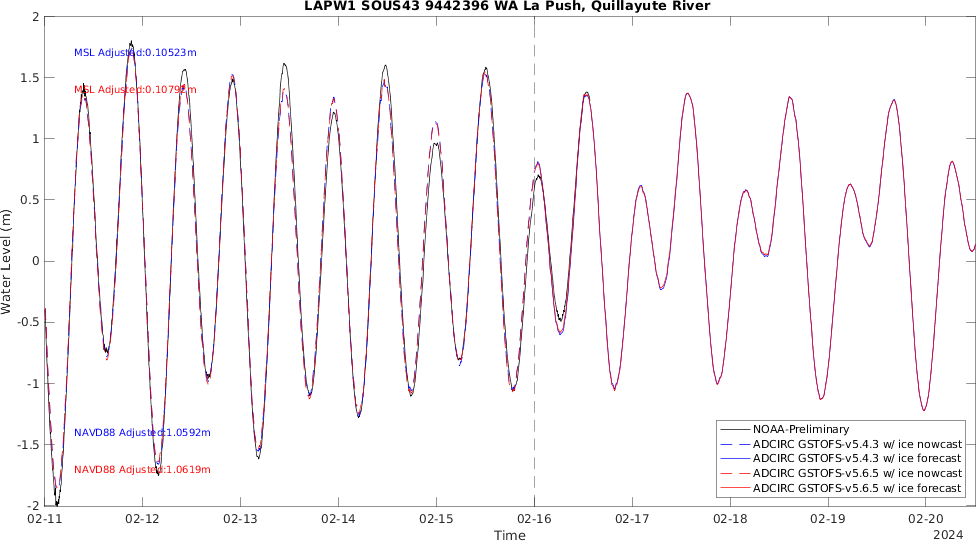 LAPW1 SOUS43 9442396 WA La Push, Quillayute River
2
1.5
1
0.5
0
-0.5
-1
-1.5
-2
Water Level (m)
MSL Adjusted:0.10523m
NAVD88 Adjusted:1.0592m
NAVD88 Adjusted:1.0619m
NOAA-Preliminary
ADCIRC GSTOFS-v5.4.3 w/ ice nowcast
ADCIRC GSTOFS-v5.4.3 w/ ice forecast
ADCIRC GSTOFS-v5.6.5 w/ ice nowcast
ADCIRC GSTOFS-v5.6.5 w/ ice forecast
02-11 02-12 02-13 02-14 02-15 02-16 02-17 02-18 02-19 02-20
Time
2024
MSL